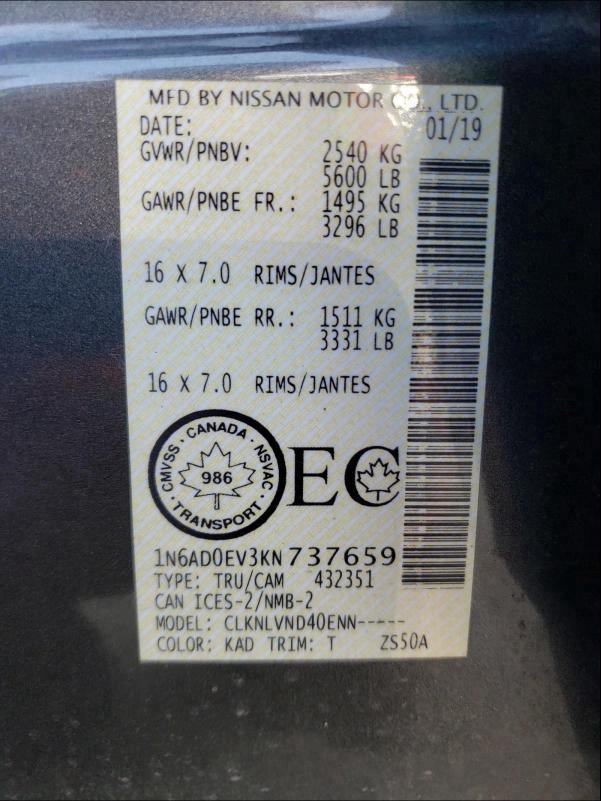 MFD BY NISSAN MOTOR CO., LTD.
DATE: 01/19
GVWR/PNBV: 2540 KG
5600 LB
GAWR/PNBE FR.: 1495 KG
3296 LB
16 X 7.0 RIMS/JANTES
GAWR/PNBE RR.: 1511 KG
3331 LB
16 X 7.0 RIMS/JANTES
CMVSS · CANADA · NSVAC · TRANSPORT ·
986
EC
1N6AD0EV3KN737659
TYPE: TRU/CAM 432351
CAN ICES-2/NMB-2
MODEL: CLKNLVND40ENN-----
COLOR: KAD TRIM: T ZS50A